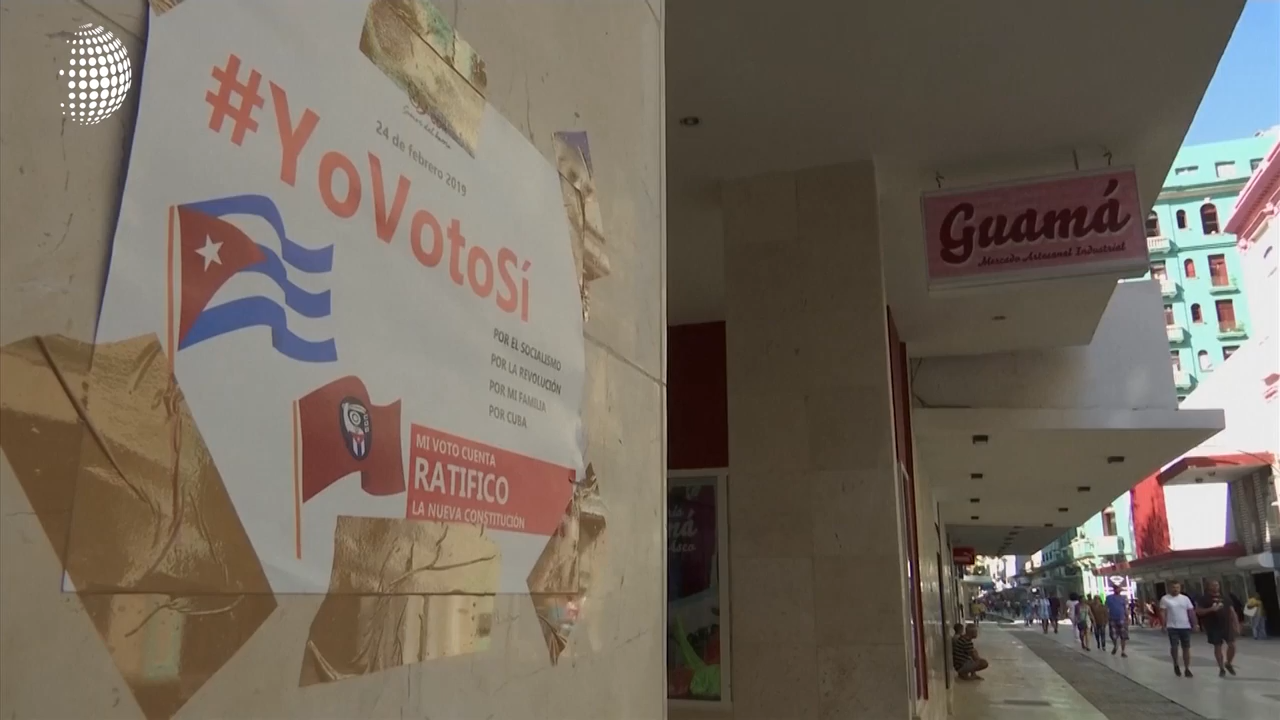 #YoVotoSí
24 de febrero 2019
POR EL SOCIALISMO
POR LA REVOLUCIÓN
POR MI FAMILIA
POR CUBA
MI VOTO CUENTA
RATIFICO
LA NUEVA CONSTITUCIÓN
Guamá
Mercado Artesanal Industrial